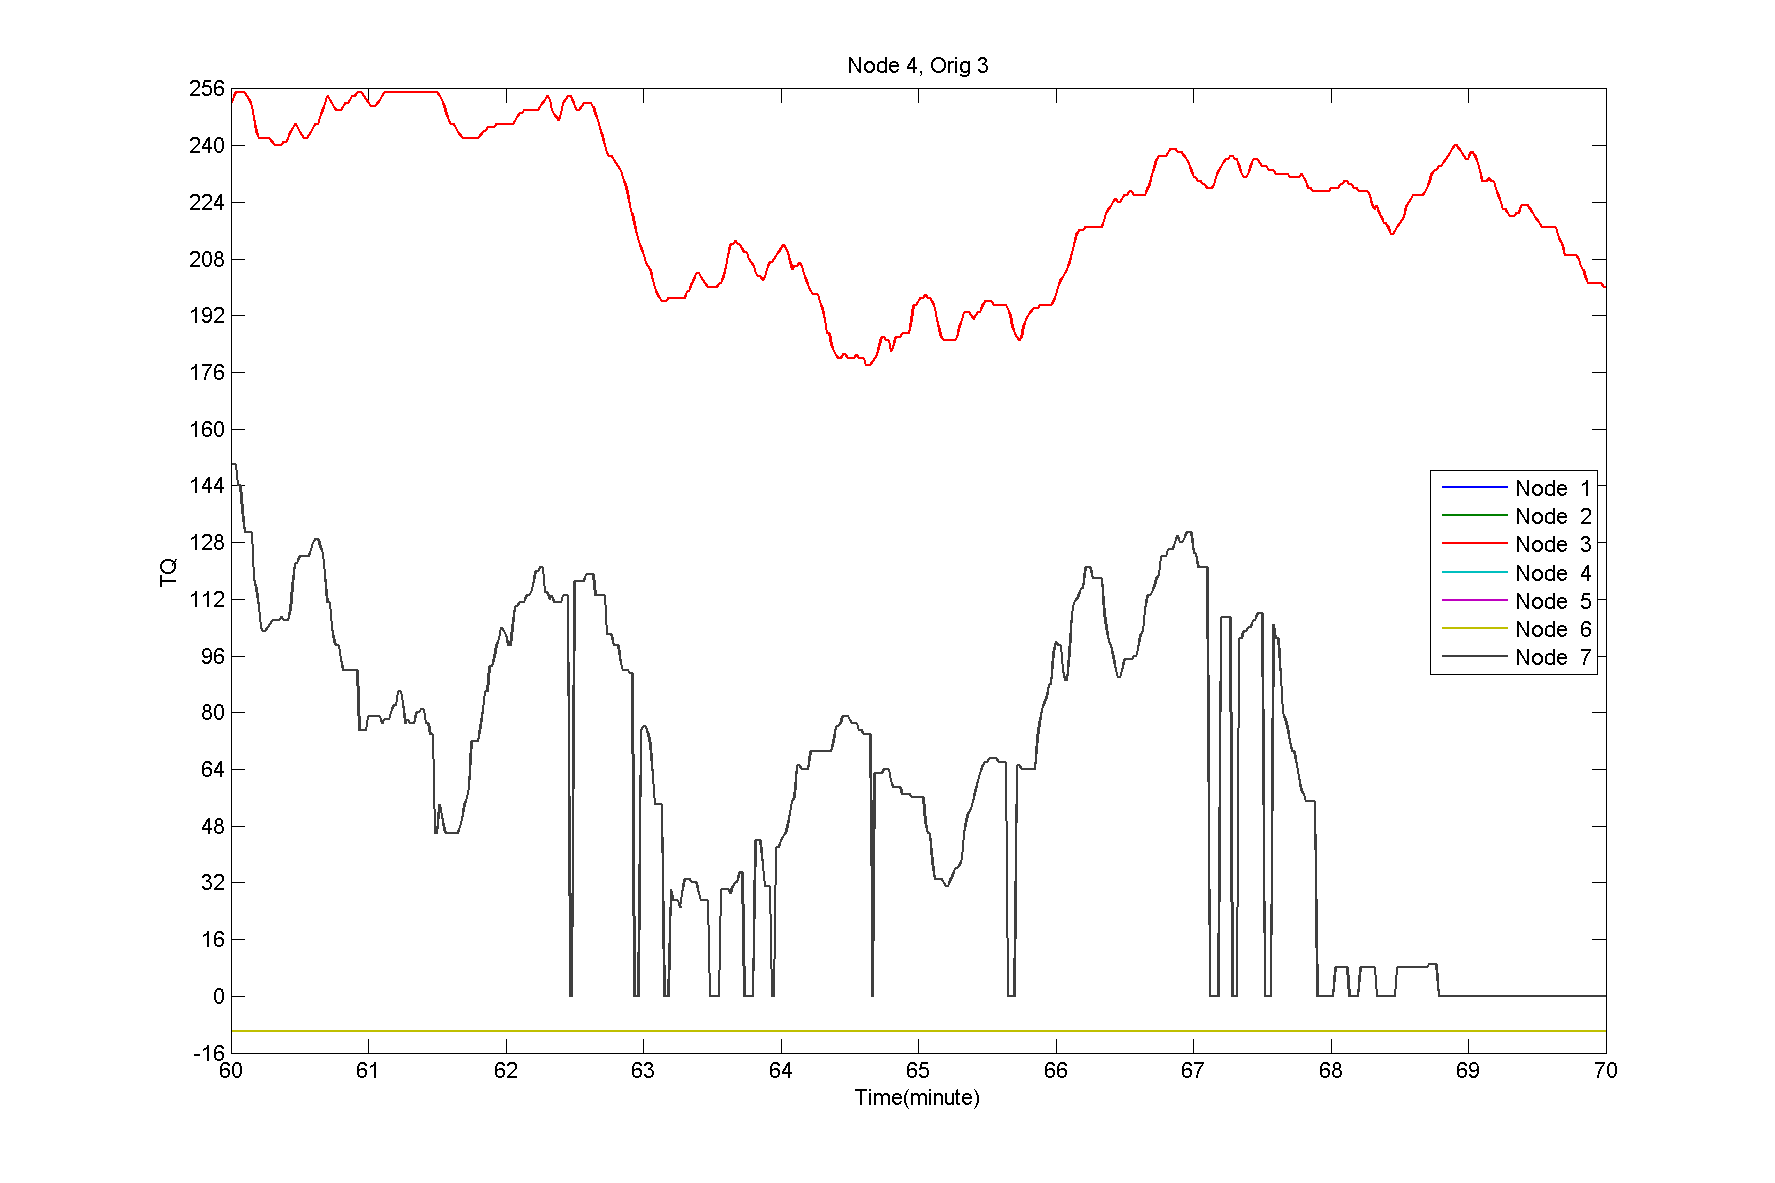 Node 4, Orig 3
256
240
224
208
192
176
160
144
128
112
96
80
64
48
32
16
0
-16
TQ
Node 1
Node 2
Node 3
Node 4
Node 5
Node 6
Node 7
60 61 62 63 64 65 66 67 68 69 70
Time(minute)